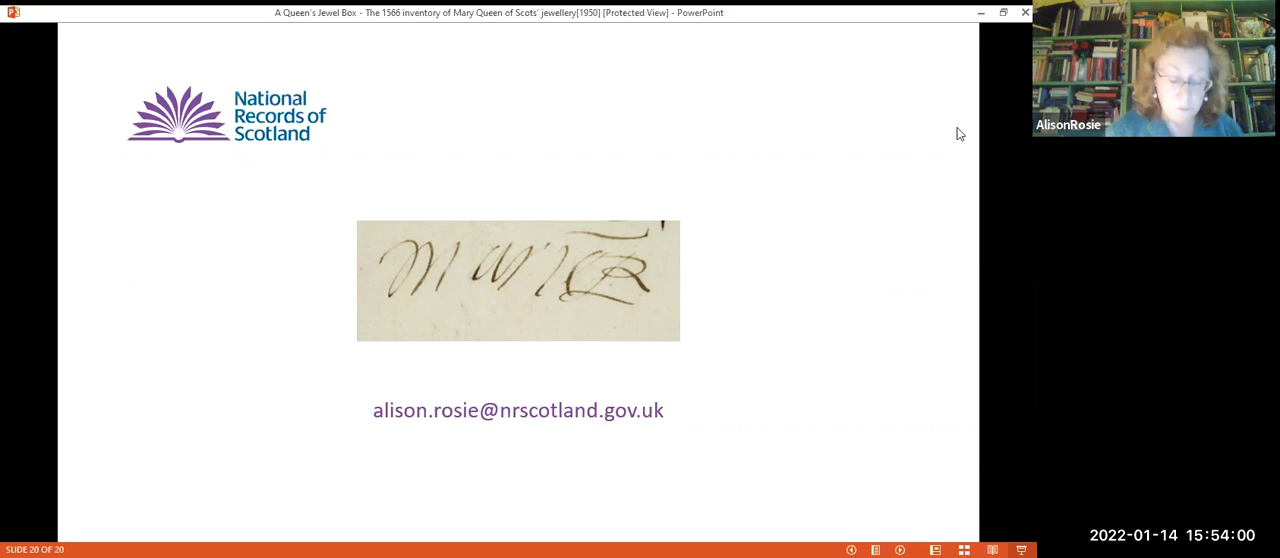 A Queen's Jewel Box - The 1566 inventory of Mary Queen of Scots' jewellery[1950] [Protected View] - PowerPoint
National
Records of
Scotland
AlisonRosie
MarieR
alison.rosie@nrscotland.gov.uk
2022-01-14 15:54:00
SLIDE 20 OF 20